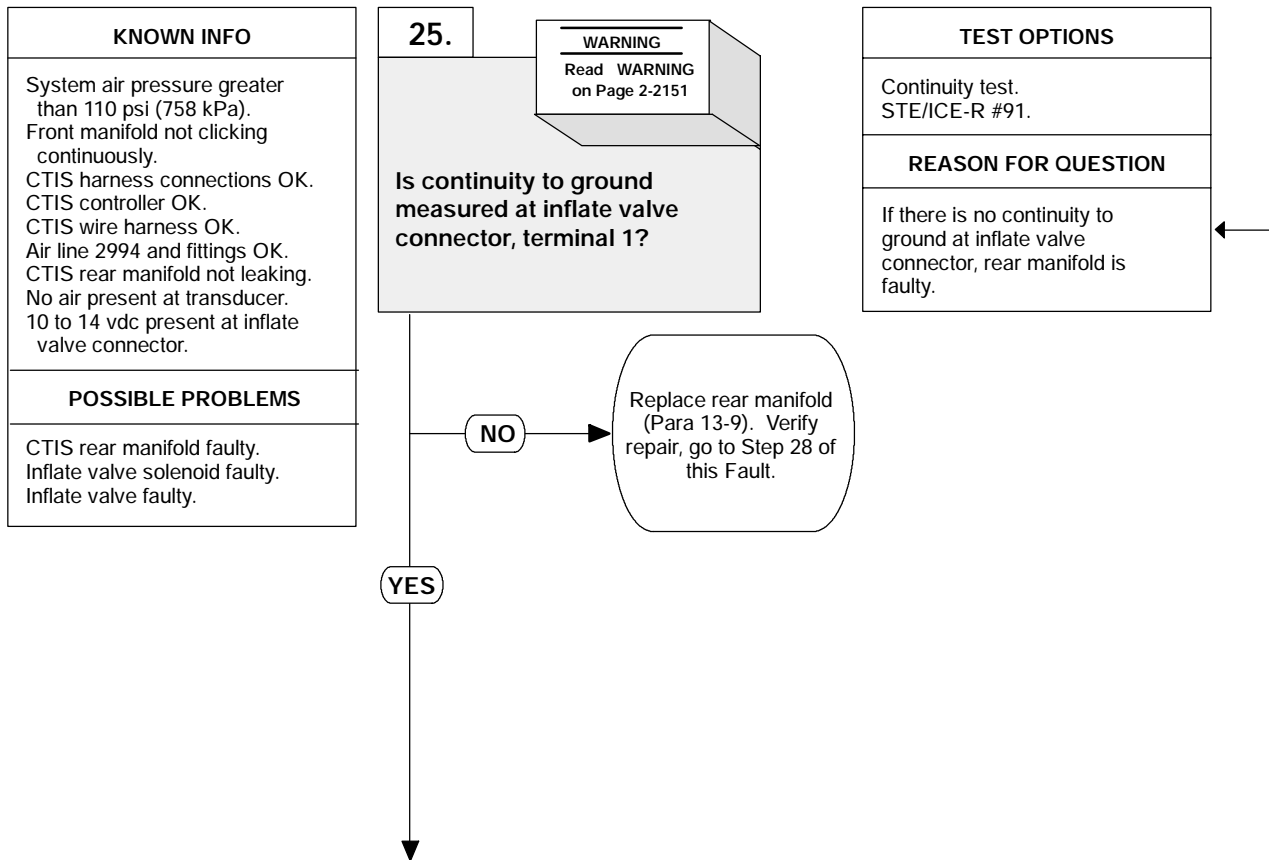 KNOWN INFO
System air pressure greater
than 110 psi (758 kPa).
Front manifold not clicking
continuously.
CTIS harness connections OK.
CTIS controller OK.
CTIS wire harness OK.
Air line 2994 and fittings OK.
CTIS rear manifold not leaking.
No air present at transducer.
10 to 14 vdc present at inflate
valve connector.
POSSIBLE PROBLEMS
CTIS rear manifold faulty.
Inflate valve solenoid faulty.
Inflate valve faulty.
25.
WARNING
Read WARNING
on Page 2-2151
Is continuity to ground
measured at inflate valve
connector, terminal 1?
NO
Replace rear manifold
(Para 13-9). Verify
repair, go to Step 28 of
this Fault.
YES
TEST OPTIONS
Continuity test.
STE/ICE-R #91.
REASON FOR QUESTION
If there is no continuity to
ground at inflate valve
connector, rear manifold is
faulty.